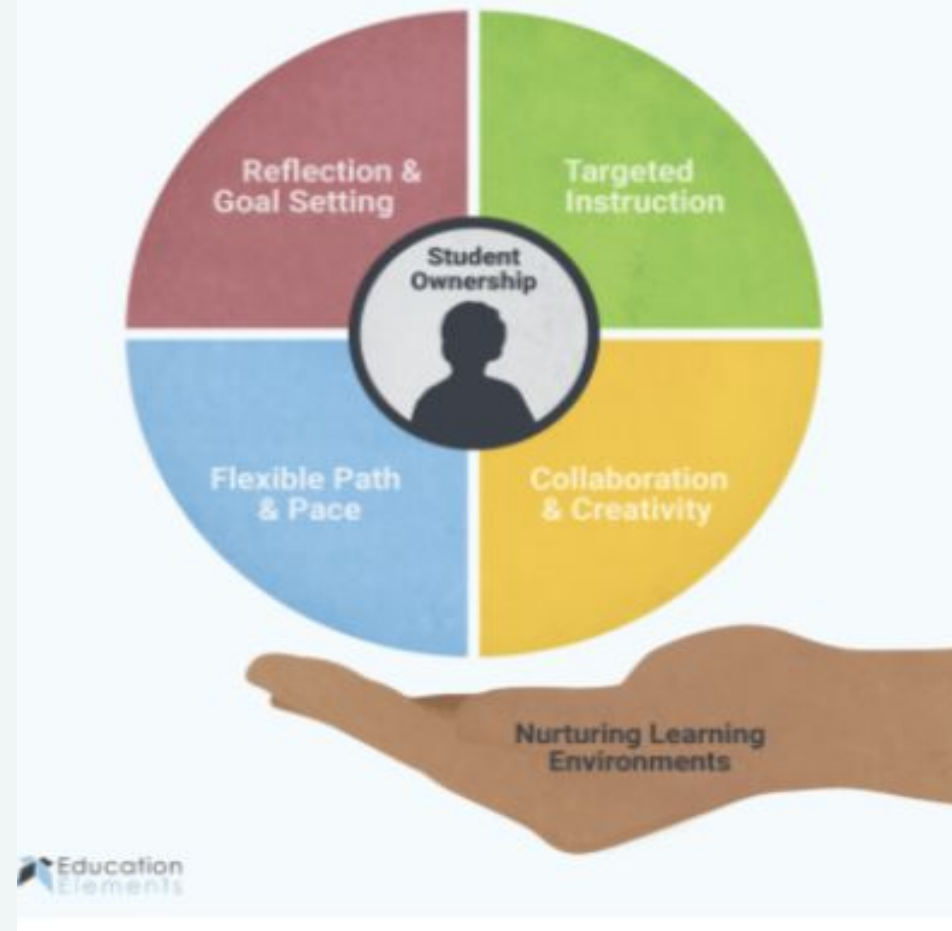 Reflection &
Goal Setting
Targeted
Instruction
Student
Ownership
Flexible Path
& Pace
Collaboration
& Creativity
Nurturing Learning
Environments
Education
Elements